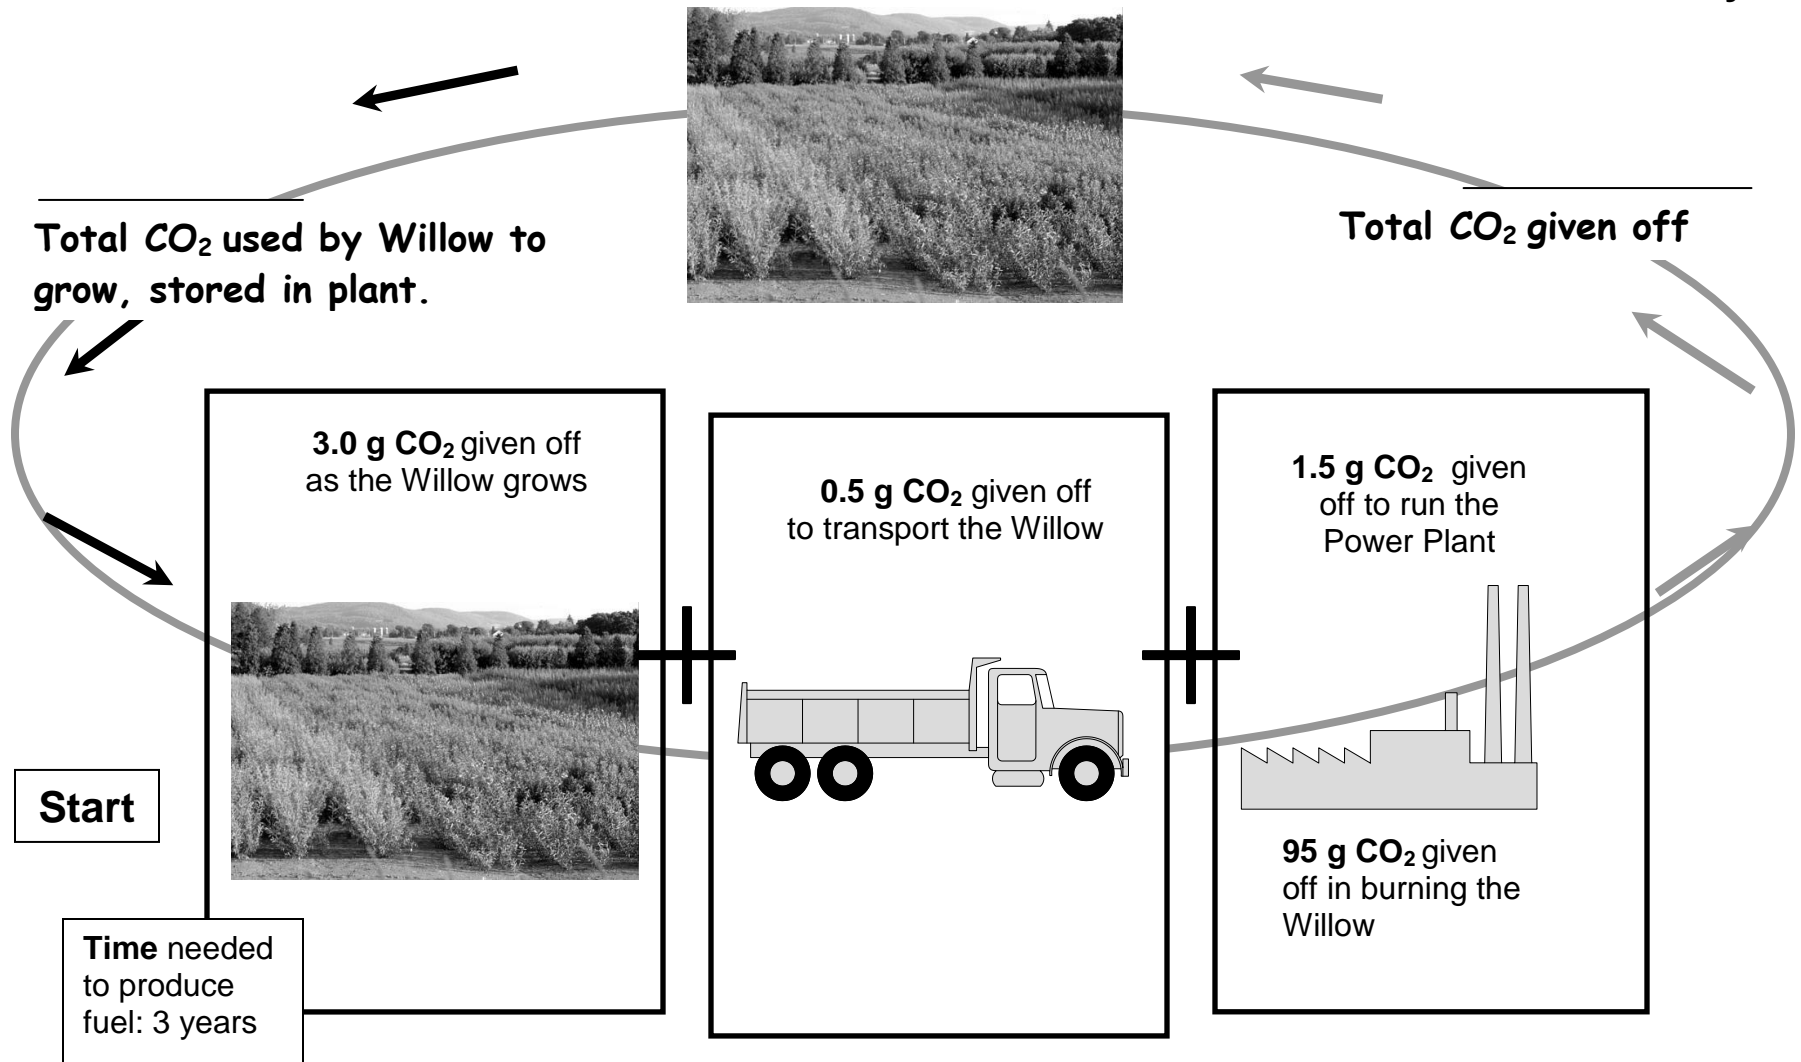 Total CO₂ used by Willow to
grow, stored in plant.
Total CO₂ given off
3.0 g CO₂ given off
as the Willow grows
0.5 g CO₂ given off
to transport the Willow
1.5 g CO₂ given
off to run the
Power Plant
95 g CO₂ given
off in burning the
Willow
Start
Time needed
to produce
fuel: 3 years